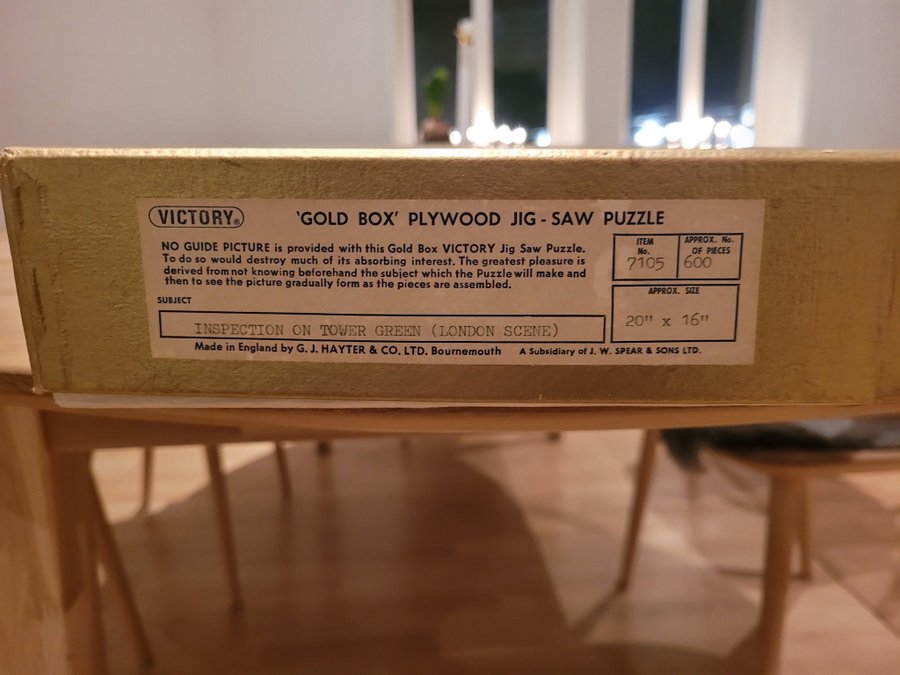 VICTORY® 'GOLD BOX' PLYWOOD JIG-SAW PUZZLE
NO GUIDE PICTURE is provided with this Gold Box VICTORY Jig Saw Puzzle.
To do so would destroy much of its absorbing interest. The greatest pleasure is
derived from not knowing beforehand the subject which the Puzzle will make and
then to see the picture gradually form as the pieces are assembled.
ITEM No.
7105
APPROX. No. OF PIECES
600
APPROX. SIZE
20" x 16"
SUBJECT
INSPECTION ON TOWER GREEN (LONDON SCENE)
Made in England by G. J. HAYTER & CO. LTD. Bournemouth A Subsidiary of J. W. SPEAR & SONS LTD.